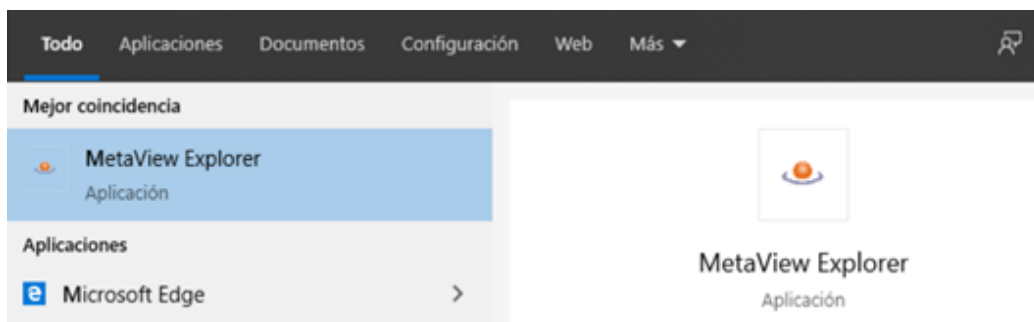 Todo Aplicaciones Documentos Configuración Web Más
Mejor coincidencia
MetaView Explorer
Aplicación
Aplicaciones
Microsoft Edge
MetaView Explorer
Aplicación